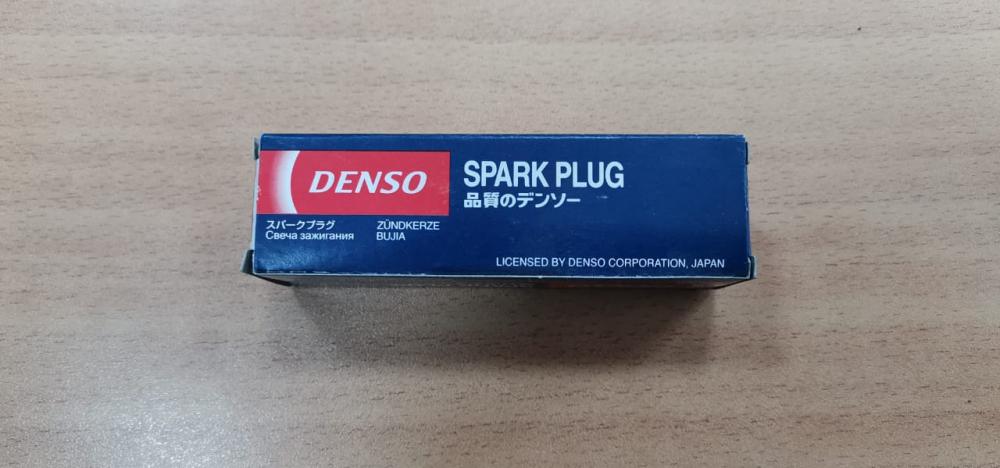 DENSO
SPARK PLUG
品質のデンソー
スパークプラグ
Свеча зажигания
ZÜNDKERZE
BUJIA
LICENSED BY DENSO CORPORATION, JAPAN